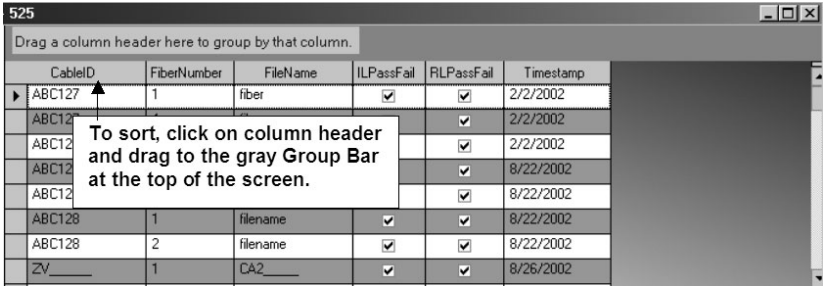 525
Drag a column header here to group by that column.
CableID FiberNumber FileName ILPassFail RLPassFail Timestamp
ABC127 1 fiber 2/2/2002
2/2/2002
To sort, click on column header
and drag to the gray Group Bar
at the top of the screen.
2/2/2002
8/22/2002
8/22/2002
ABC128 1 filename 8/22/2002
ABC128 2 filename 8/22/2002
ZV_____ 1 CA2____ 8/26/2002